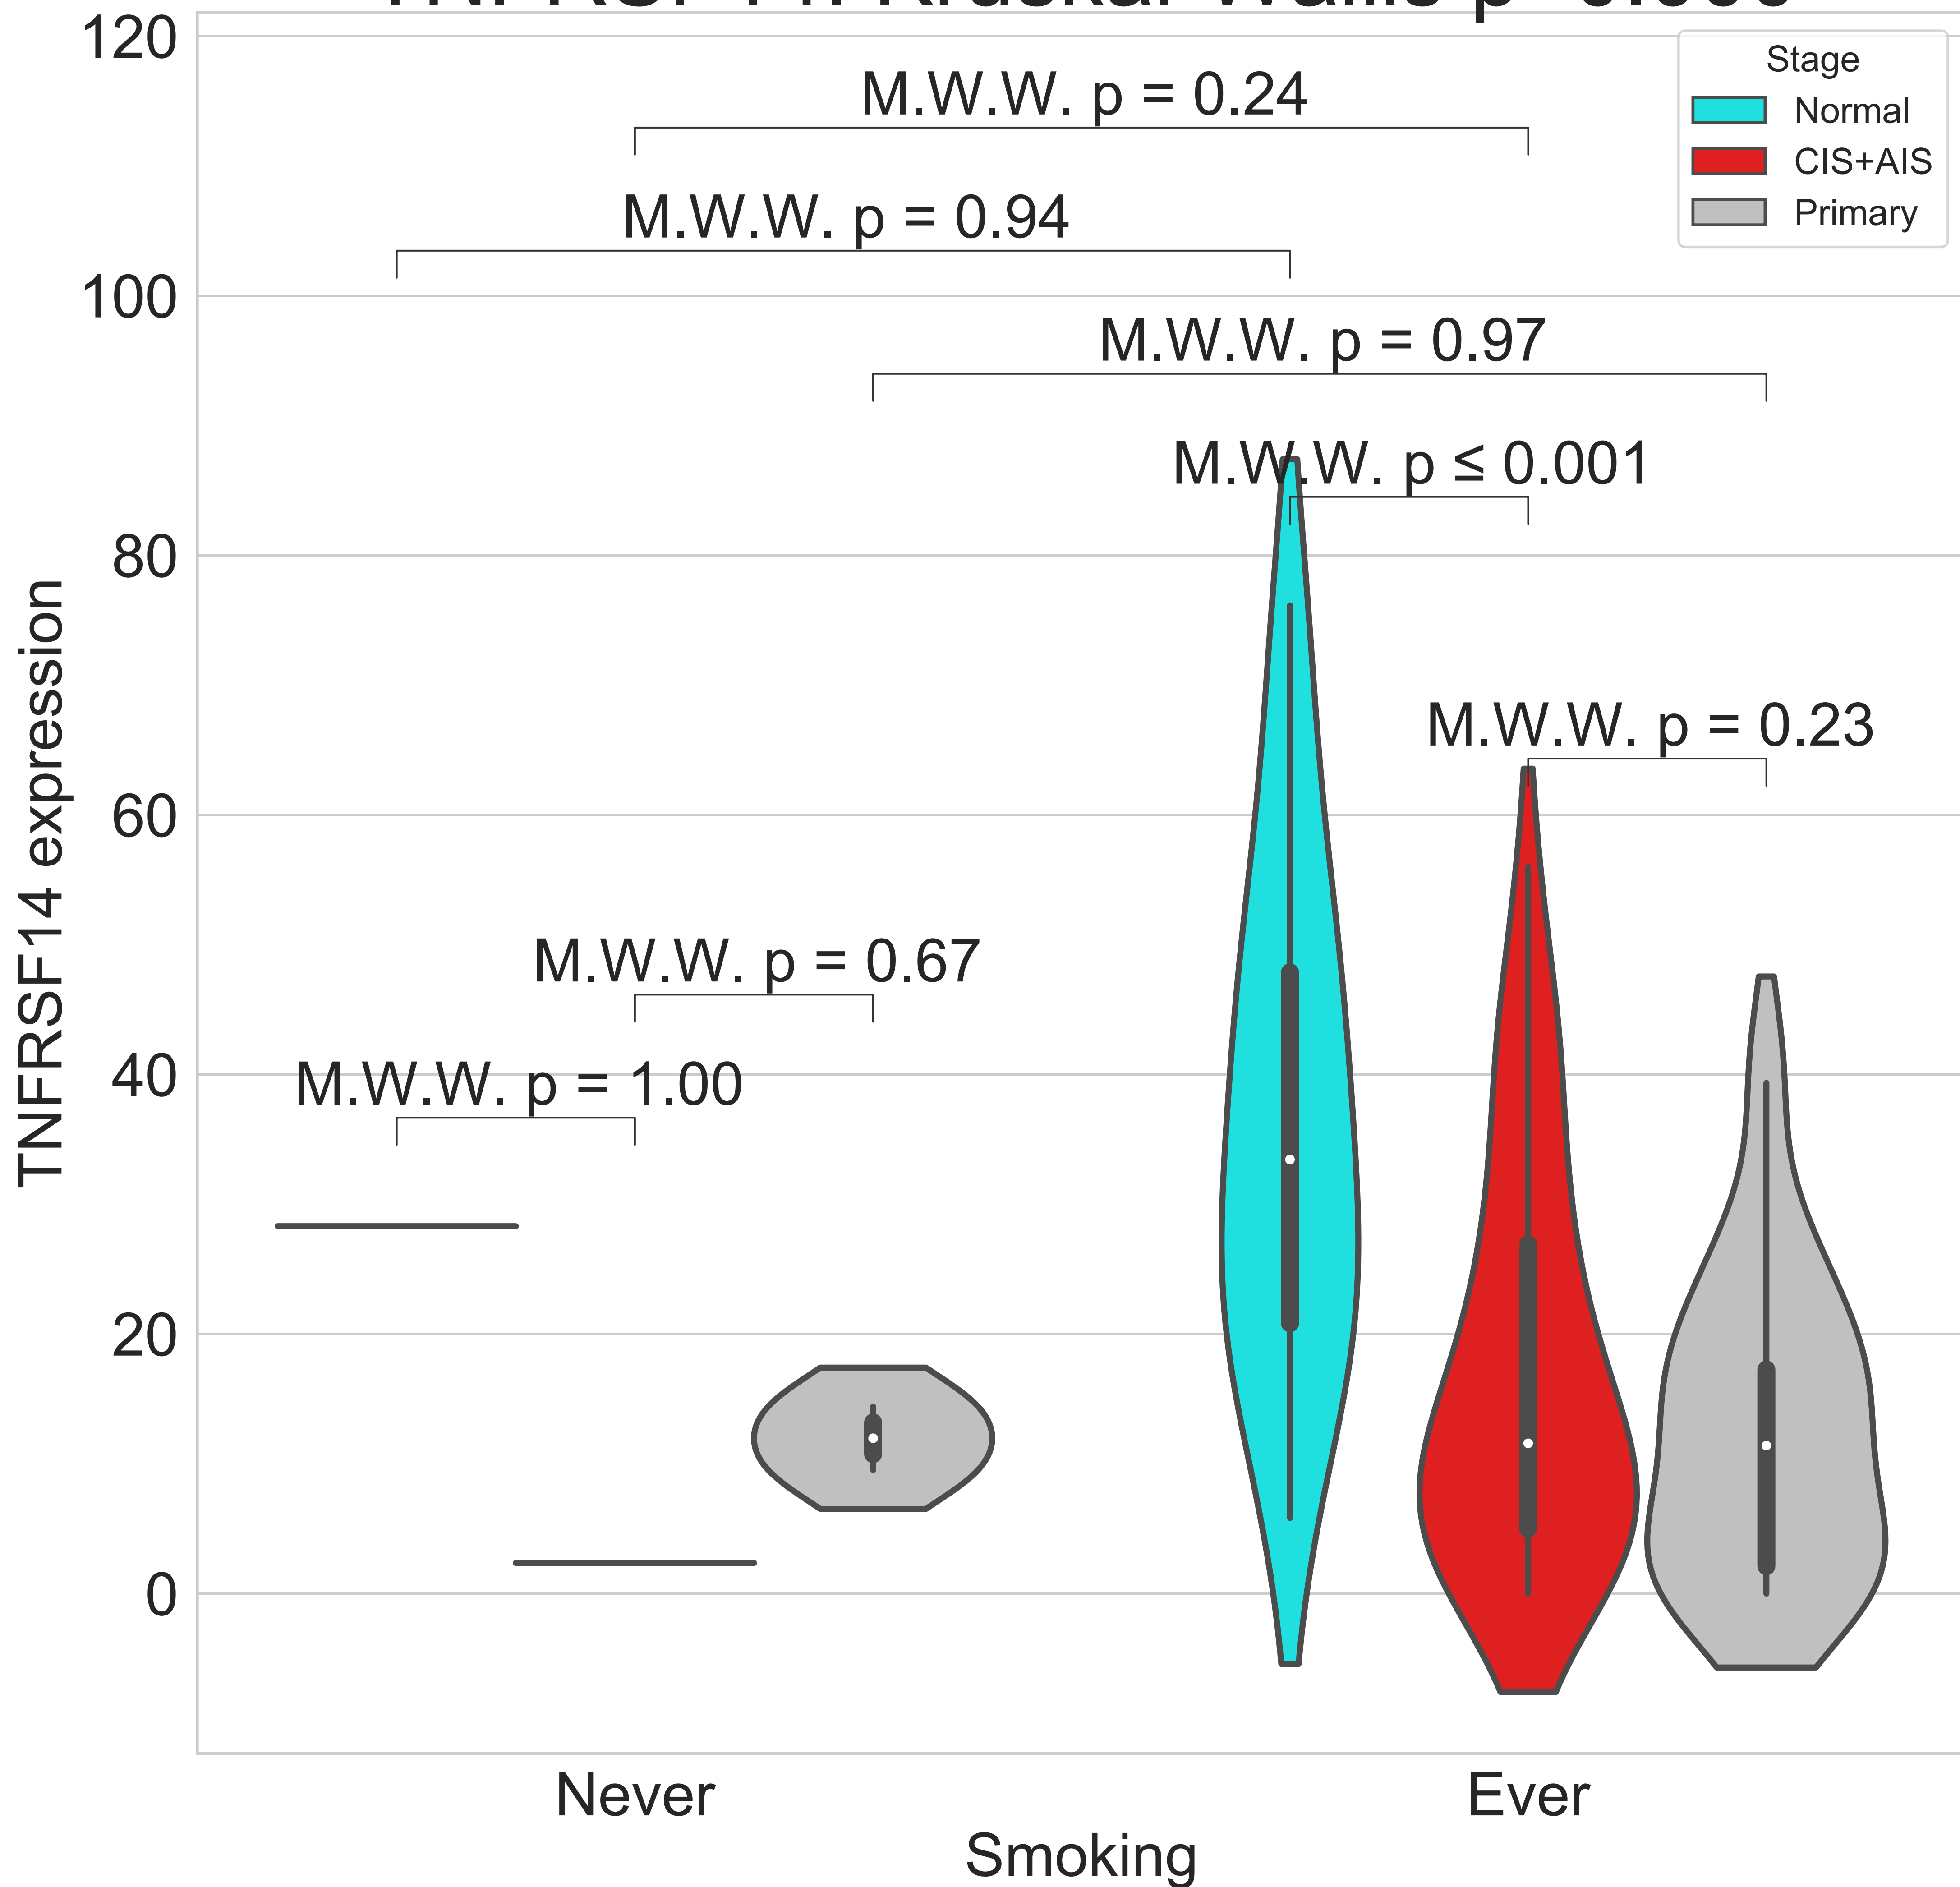 120
M.W.W. p = 0.24
Stage
Normal
CIS+AIS
Primary
M.W.W. p = 0.94
100
M.W.W. p = 0.97
M.W.W. p ≤ 0.001
80
M.W.W. p = 0.23
60
M.W.W. p = 0.67
40
M.W.W. p = 1.00
20
0
TNFRSF14 expression
Never
Ever
Smoking